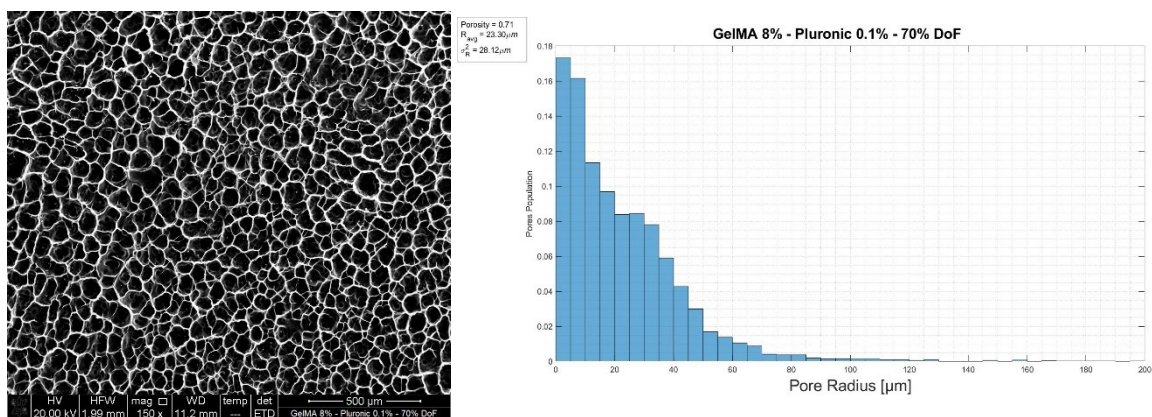 Porosity = 0.71
R_avg = 23.30μm
σ²_R = 28.12μm
GelMA 8% - Pluronic 0.1% - 70% DoF
0.18
0.16
0.14
0.12
0.1
0.08
0.06
0.04
0.02
0
Pores Population
0 20 40 60 80 100 120 140 160 180 200
Pore Radius [μm]
HV HFW mag WD temp det 500 μm
20.00 kV 1.99 mm 150 x 11.2 mm --- ETD GelMA 8% - Pluronic 0.1% - 70% DoF